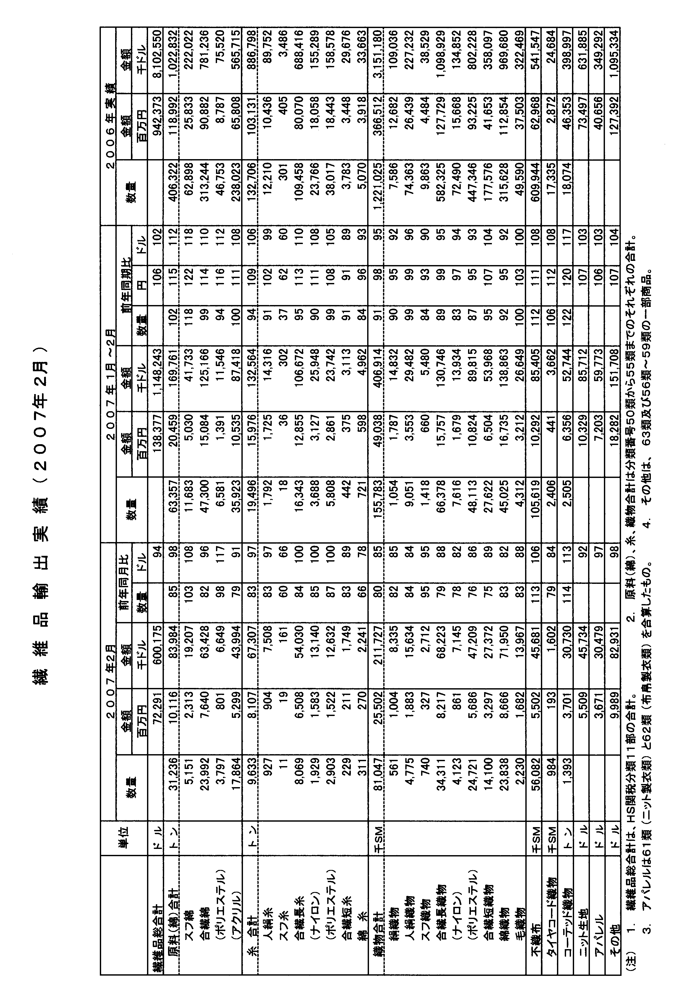 繊維品輸出実績（２００７年２月）
単位 ２００７年2月 ２００７年１月～2月 ２００６年実績
数量 金額 金額 前年同月比 数量 金額 金額 前年同期比 数量 金額 金額
百万円 千ドル 数量 ドル 百万円 千ドル 数量 円 ドル 百万円 千ドル
繊維品総合計 ドル 72,291 600,175 94 138,377 1,148,243 106 102 942,373 8,102,550
原料(綿)合計 トン 31,236 10,116 83,984 85 98 63,357 20,459 169,761 102 115 112 406,322 118,992 1,022,832
スフ綿 5,151 2,313 19,207 103 108 11,683 5,030 41,733 118 122 118 62,898 25,833 222,022
合繊綿 23,992 7,640 63,428 82 96 47,300 15,084 125,166 99 114 110 313,244 90,882 781,236
(ポリエステル) 3,797 801 6,649 98 117 6,581 1,391 11,546 94 116 112 46,753 8,787 75,520
(アクリル) 17,864 5,299 43,994 79 91 35,923 10,535 87,418 100 111 108 238,023 65,808 565,715
糸 合計 トン 9,633 8,107 67,307 83 97 19,496 15,976 132,564 94 109 106 132,706 103,131 886,798
人絹糸 927 904 7,508 83 97 1,792 1,725 14,316 91 102 99 12,210 10,436 89,752
スフ糸 11 19 161 60 66 18 36 302 37 62 60 301 405 3,486
合繊長糸 8,069 6,508 54,030 84 100 16,343 12,855 106,672 95 113 110 109,458 80,070 688,416
(ナイロン) 1,929 1,583 13,140 85 100 3,688 3,127 25,948 90 111 108 23,766 18,058 155,289
(ポリエステル) 2,903 1,522 12,632 87 100 5,808 2,861 23,742 99 108 105 38,017 18,443 158,578
合繊短糸 229 211 1,749 83 89 442 375 3,113 91 91 89 3,783 3,448 29,676
綿 糸 311 270 2,241 66 78 721 598 4,962 84 96 93 5,070 3,918 33,663
織物合計 千SM 81,047 25,502 211,727 80 85 155,783 49,038 406,914 91 98 95 1,221,025 366,512 3,151,180
絹織物 561 1,004 8,335 82 85 1,054 1,787 14,832 90 95 92 7,586 12,682 109,036
人絹織物 4,775 1,883 15,634 84 84 9,051 3,553 29,482 99 99 96 74,363 26,439 227,232
スフ織物 740 327 2,712 95 95 1,418 660 5,480 84 93 90 9,863 4,484 38,529
合繊長織物 34,311 8,217 68,223 79 88 66,378 15,757 130,746 89 99 95 582,325 127,729 1,098,929
(ナイロン) 4,123 861 7,145 78 82 7,616 1,679 13,934 83 97 94 72,490 15,668 134,852
(ポリエステル) 24,721 5,686 47,209 76 86 48,113 10,824 89,815 87 95 93 447,346 93,225 802,228
合繊短織物 14,100 3,297 27,372 75 89 27,622 6,504 53,968 95 107 104 177,576 41,653 358,097
綿織物 23,838 8,666 71,950 83 82 45,025 16,735 138,863 92 95 92 315,628 112,854 969,680
毛織物 2,230 1,682 13,967 83 88 4,312 3,212 26,649 100 103 100 49,590 37,503 322,469
不織布 千SM 56,082 5,502 45,681 113 106 105,619 10,292 85,405 112 111 108 609,944 62,968 541,547
タイヤコード織物 千SM 984 193 1,602 79 84 2,406 441 3,662 106 112 108 17,335 2,872 24,684
コーテッド織物 トン 1,393 3,701 30,730 114 113 2,505 6,356 52,744 122 120 117 18,074 46,353 398,997
ニット生地 ドル 5,509 45,734 92 10,329 85,712 107 103 73,497 631,885
アパレル ドル 3,671 30,479 97 7,203 59,773 106 103 40,656 349,292
その他 ドル 9,989 82,931 98 18,282 151,708 107 104 127,392 1,095,334
(注) １． 繊維品総合計は、HS関税分類１１部の合計。 ２． 原料(綿)、糸、織物合計は分類番号５０類から５５類までのそれぞれの合計。
３． アパレルは６１類（ニット製衣類）と６２類（布帛製衣類）を合算したもの。 ４． その他は、６３類及び５６類～５９類の一部商品。